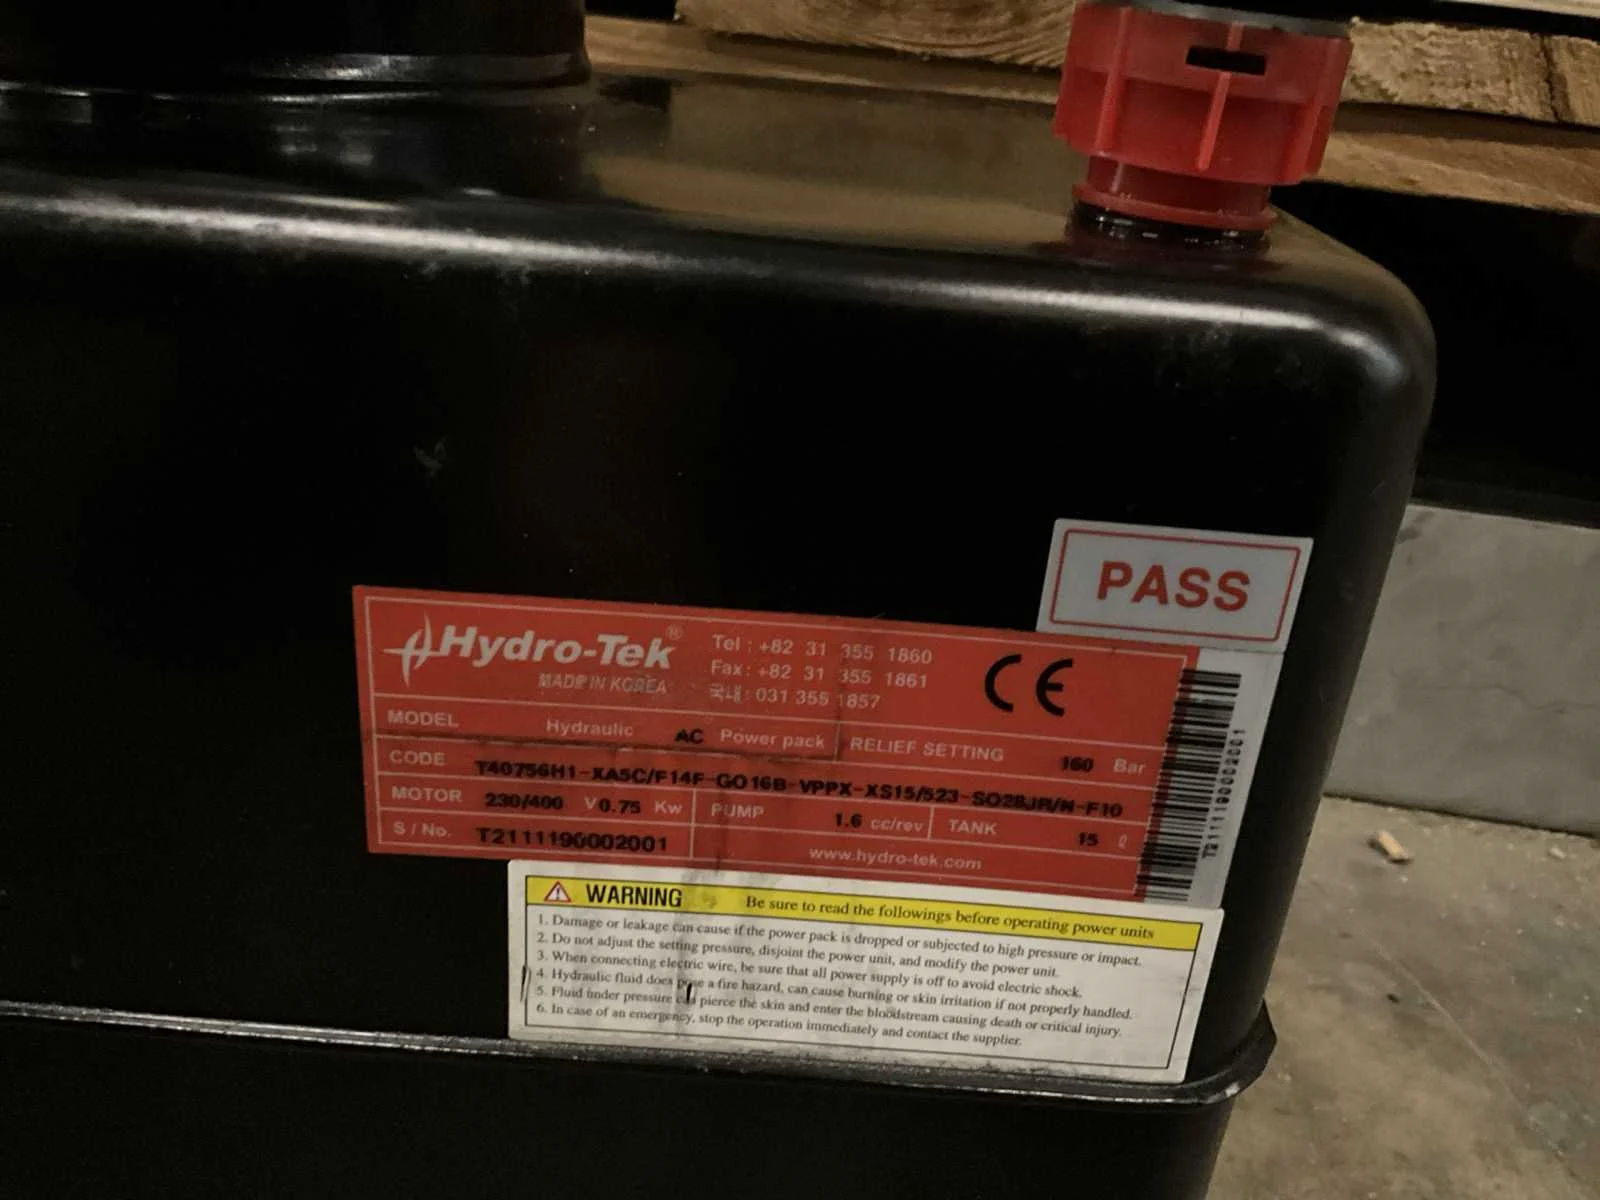 PASS
Hydro-Tek®
MADE IN KOREA
Tel : +82 31 355 1860
Fax : +82 31 355 1861
국내 : 031 355 1857
CE
MODEL Hydraulic AC Power pack RELIEF SETTING 160 Bar
CODE T40756H1-XA5C/F14F-GO16B-VPPX-XS15/523-SO28JR/N-F10
MOTOR 230/400 V 0.75 Kw PUMP 1.6 cc/rev TANK 15 ℓ
S / No. T2111190002001 www.hydro-tek.com
T2111190002001
WARNING Be sure to read the followings before operating power units
1. Damage or leakage can cause if the power pack is dropped or subjected to high pressure or impact.
2. Do not adjust the setting pressure, disjoint the power unit, and modify the power unit.
3. When connecting electric wire, be sure that all power supply is off to avoid electric shock.
4. Hydraulic fluid does pose a fire hazard, can cause burning or skin irritation if not properly handled.
5. Fluid under pressure can pierce the skin and enter the bloodstream causing death or critical injury.
6. In case of an emergency, stop the operation immediately and contact the supplier.